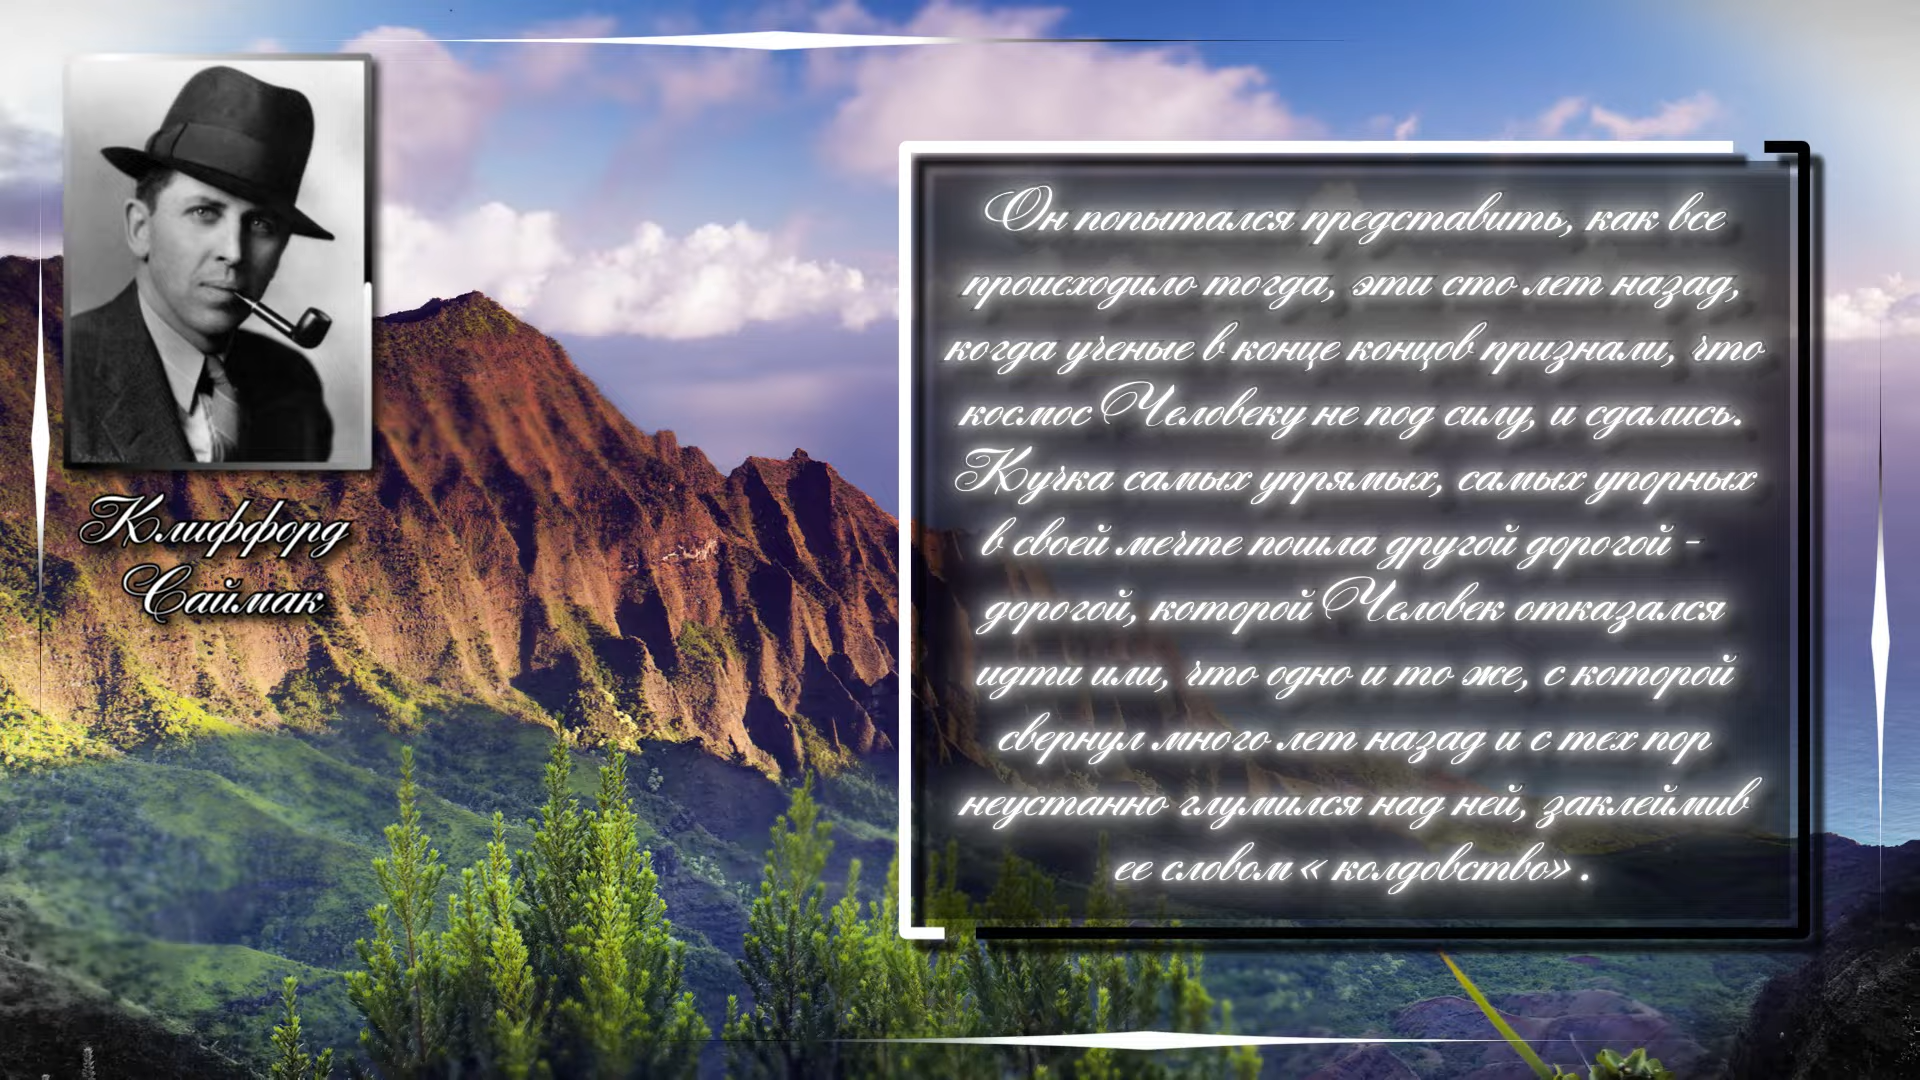 Клиффорд
Саймак
Он попытался представить, как все
происходило тогда, эти сто лет назад,
когда ученые в конце концов признали, что
космос Человеку не под силу, и сдались.
Кучка самых упрямых, самых упорных
в своей мечте пошла другой дорогой -
дорогой, которой Человек отказался
идти или, что одно и то же, с которой
свернул много лет назад и с тех пор
неустанно глумился над ней, заклеймив
ее словом « колдовство» .